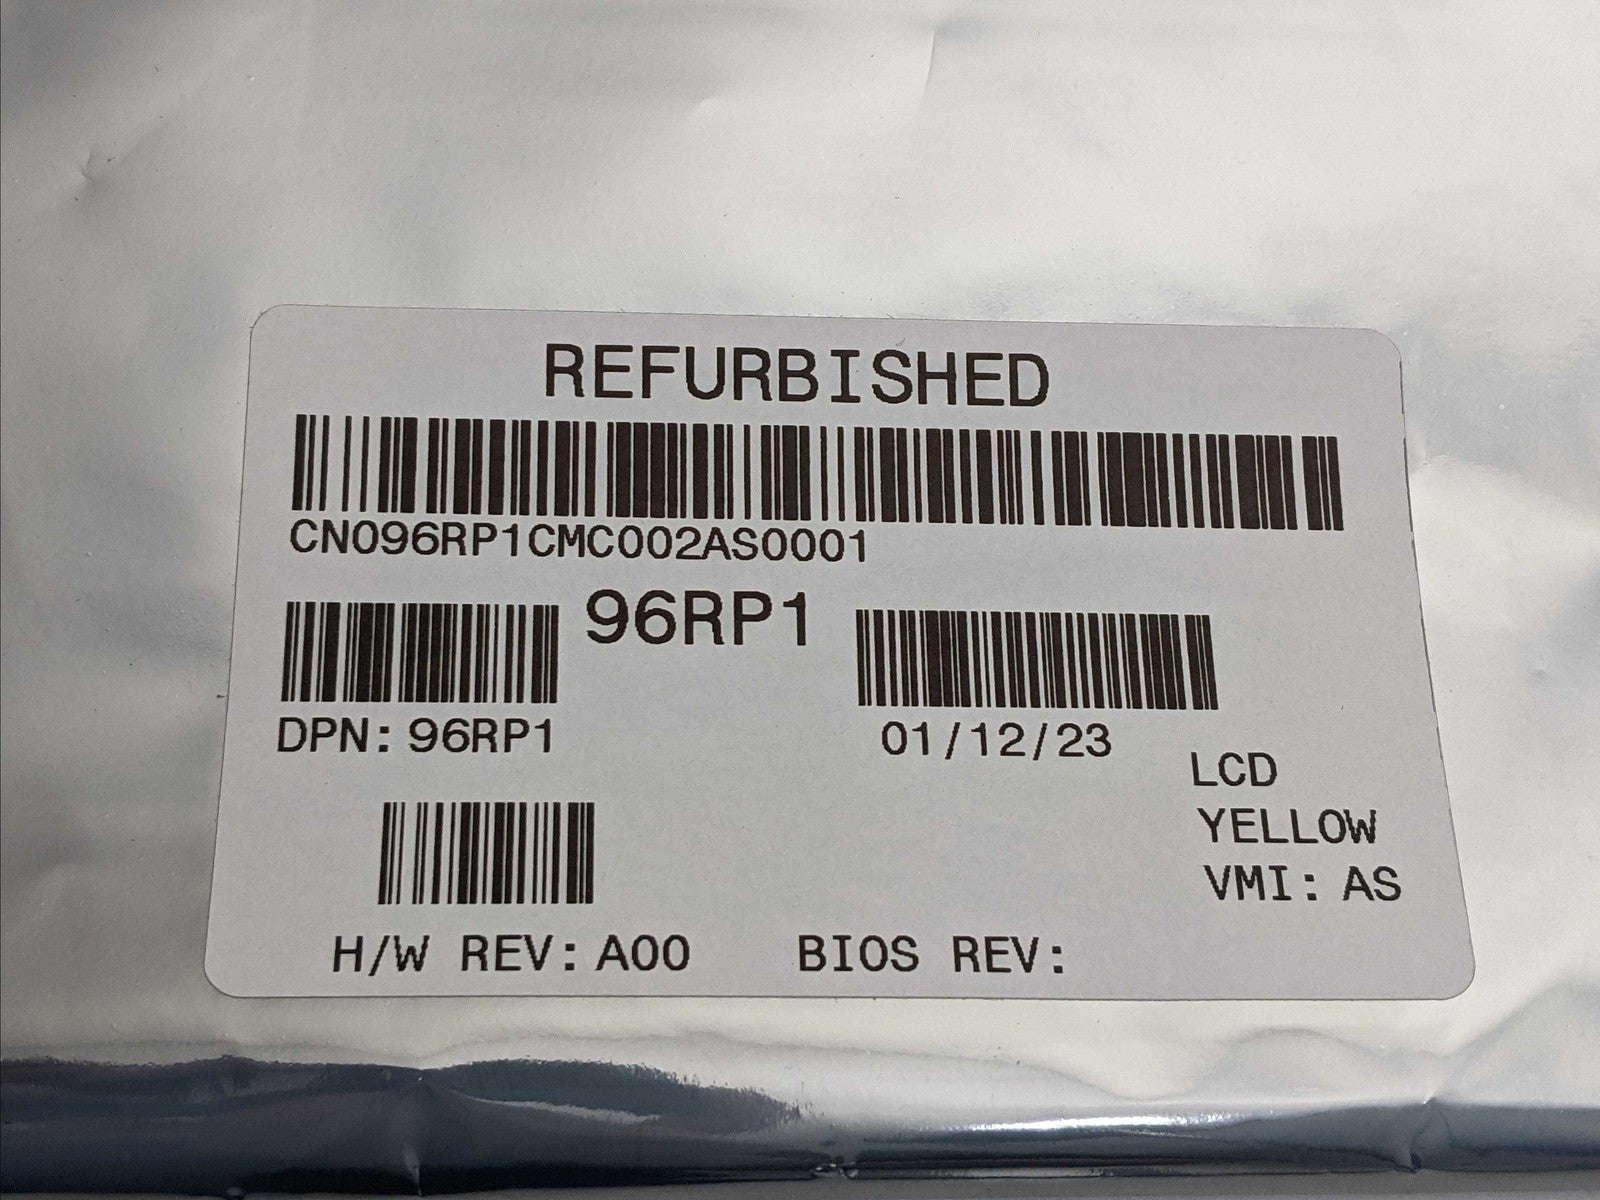 REFURBISHED
CN096RP1CMC002AS0001
96RP1
DPN: 96RP1
01/12/23
LCD
YELLOW
VMI: AS
H/W REV: A00
BIOS REV: